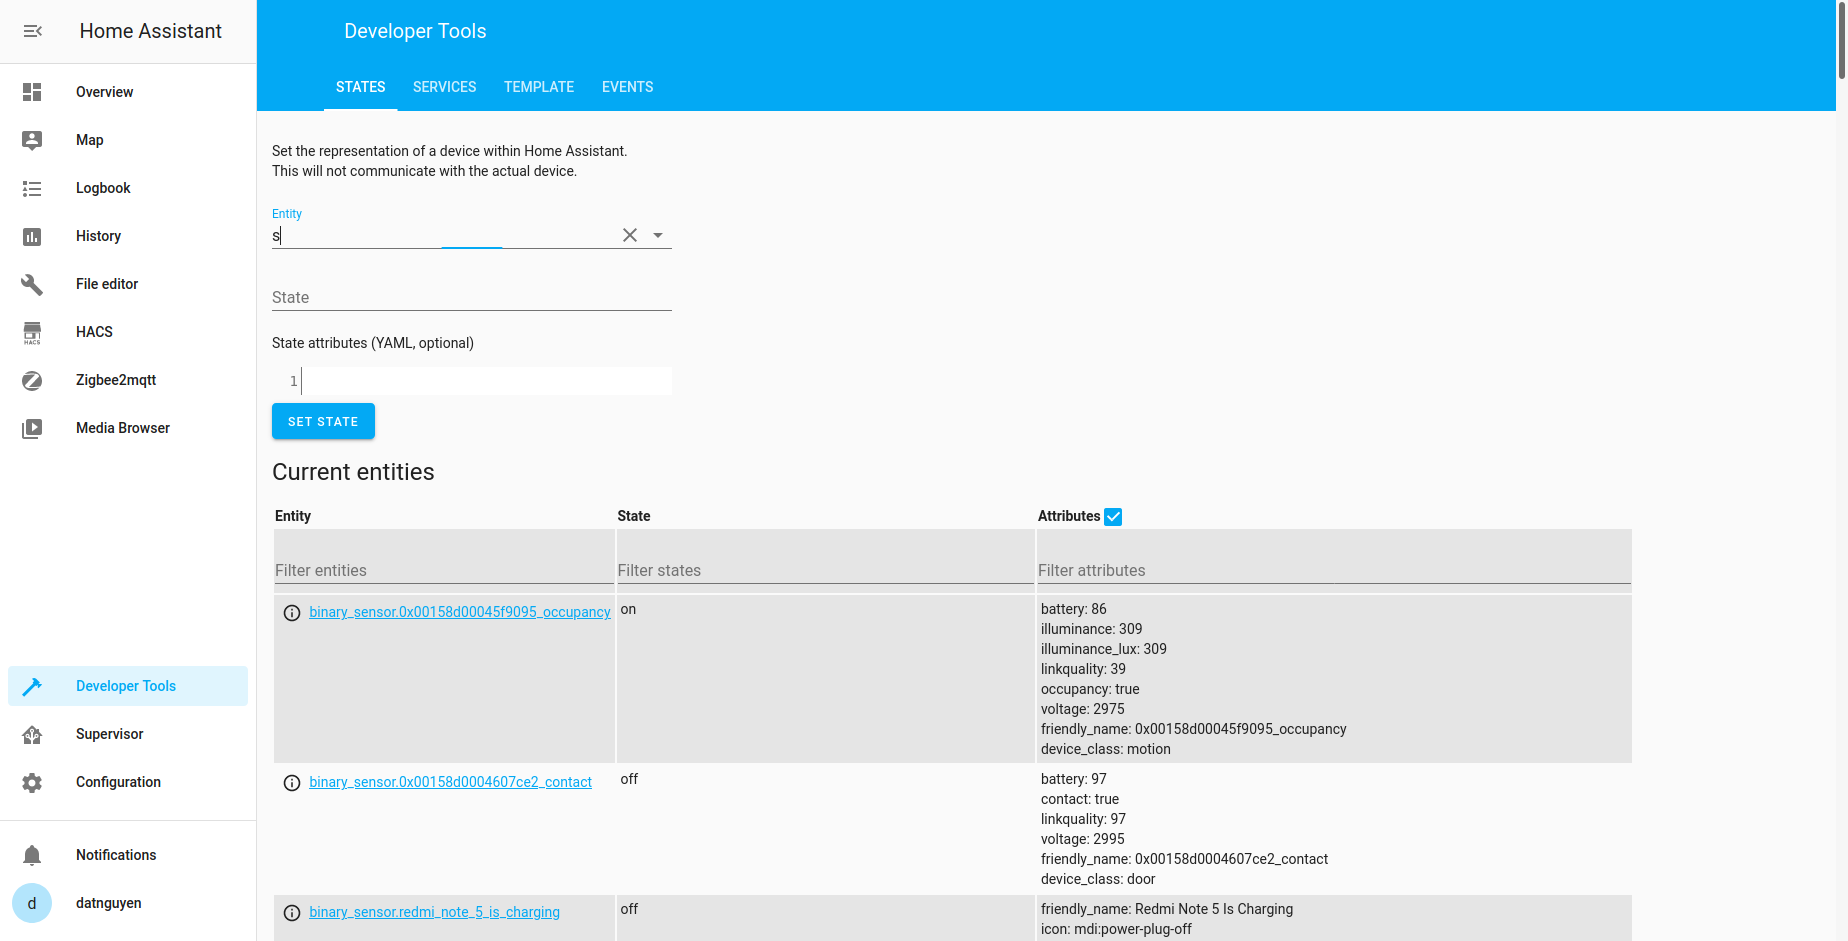 Home Assistant
Overview
Map
Logbook
History
File editor
HACS
HACS
Zigbee2mqtt
Media Browser
Developer Tools
Supervisor
Configuration
Notifications
d datnguyen
Developer Tools
STATES SERVICES TEMPLATE EVENTS
Set the representation of a device within Home Assistant.
This will not communicate with the actual device.
Entity
s
State
State attributes (YAML, optional)
1
SET STATE
Current entities
Entity State Attributes
Filter entities Filter states Filter attributes
binary_sensor.0x00158d00045f9095_occupancy on battery: 86
illuminance: 309
illuminance_lux: 309
linkquality: 39
occupancy: true
voltage: 2975
friendly_name: 0x00158d00045f9095_occupancy
device_class: motion
binary_sensor.0x00158d0004607ce2_contact off battery: 97
contact: true
linkquality: 97
voltage: 2995
friendly_name: 0x00158d0004607ce2_contact
device_class: door
binary_sensor.redmi_note_5_is_charging off friendly_name: Redmi Note 5 Is Charging
icon: mdi:power-plug-off